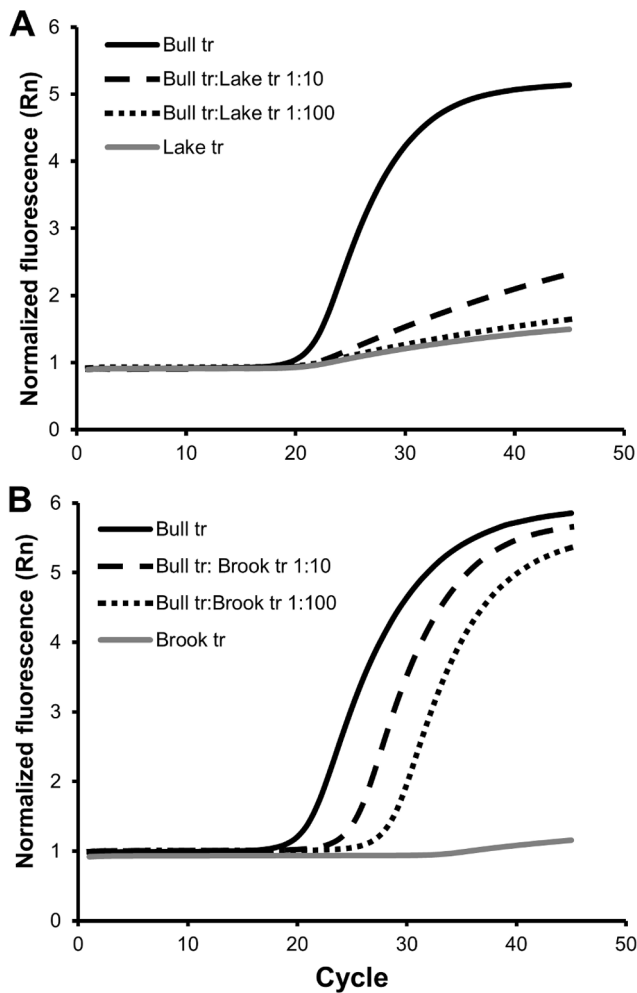 A
Normalized fluorescence (Rn)
6
5
4
3
2
1
0
Bull tr
Bull tr:Lake tr 1:10
Bull tr:Lake tr 1:100
Lake tr
0 10 20 30 40 50
B
Normalized fluorescence (Rn)
6
5
4
3
2
1
0
Bull tr
Bull tr: Brook tr 1:10
Bull tr:Brook tr 1:100
Brook tr
0 10 20 30 40 50
Cycle